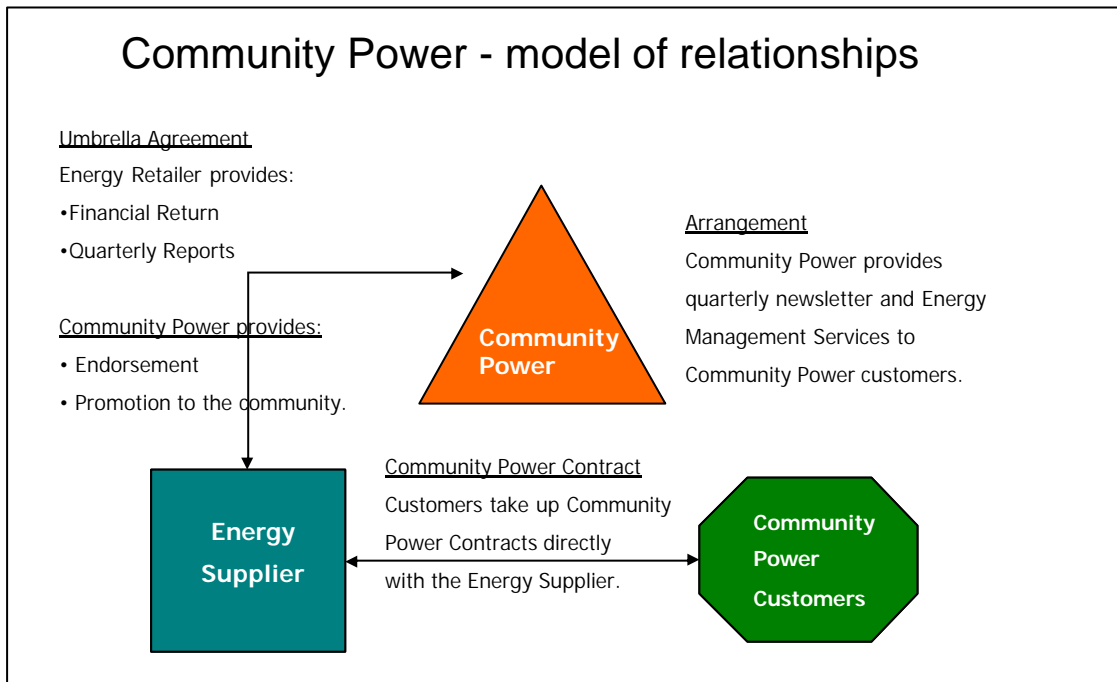 Community Power - model of relationships
Umbrella Agreement
Energy Retailer provides:
•Financial Return
•Quarterly Reports
Community Power provides:
• Endorsement
• Promotion to the community.
Community
Power
Arrangement
Community Power provides
quarterly newsletter and Energy
Management Services to
Community Power customers.
Energy
Supplier
Community Power Contract
Customers take up Community
Power Contracts directly
with the Energy Supplier.
Community
Power
Customers